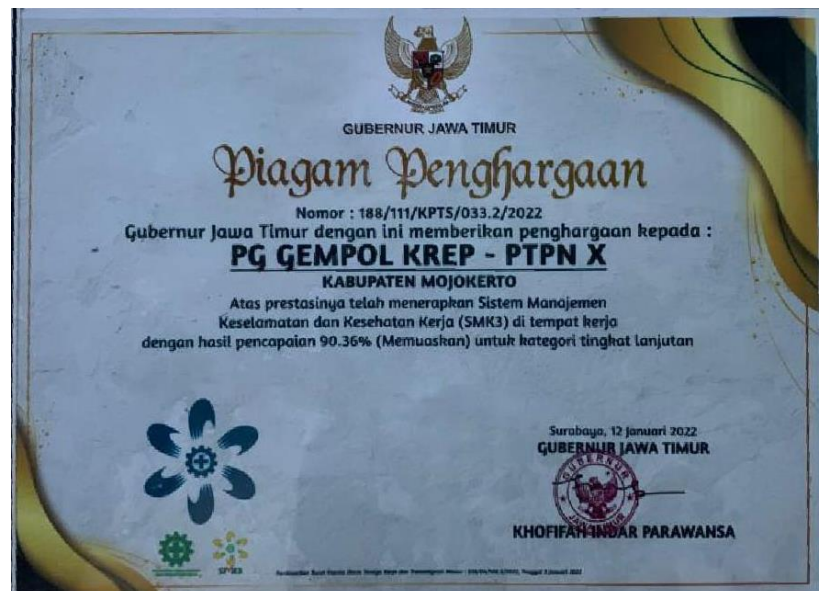 GUBERNUR JAWA TIMUR
Piagam Penghargaan
Nomor : 188/111/KPTS/033.2/2022
Gubernur Jawa Timur dengan ini memberikan penghargaan kepada :
PG GEMPOL KREP - PTPN X
KABUPATEN MOJOKERTO
Atas prestasinya telah menerapkan Sistem Manajemen
Keselamatan dan Kesehatan Kerja (SMK3) di tempat kerja
dengan hasil pencapaian 90.36% (Memuaskan) untuk kategori tingkat lanjutan
Surabaya, 12 Januari 2022
GUBERNUR JAWA TIMUR
GUBERNUR
JAWA TIMUR
KHOFIFAH INDAR PARAWANSA